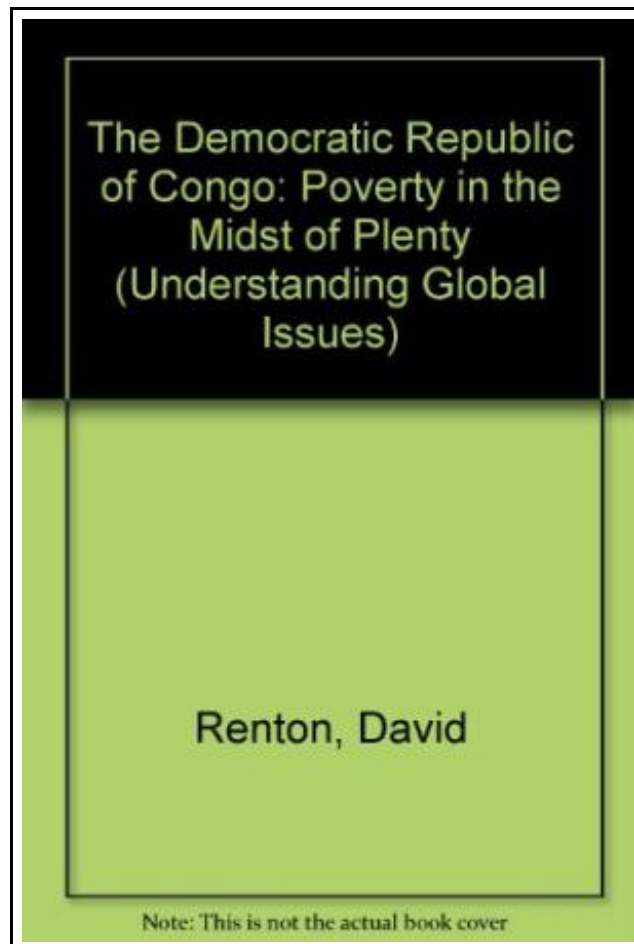 The Democratic Republic
of Congo: Poverty in the
Midst of Plenty
(Understanding Global
Issues)
Renton, David
Note: This is not the actual book cover